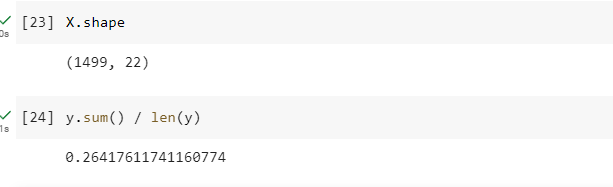 [23] X.shape
0s
(1499, 22)
[24] y.sum() / len(y)
1s
0.26417611741160774